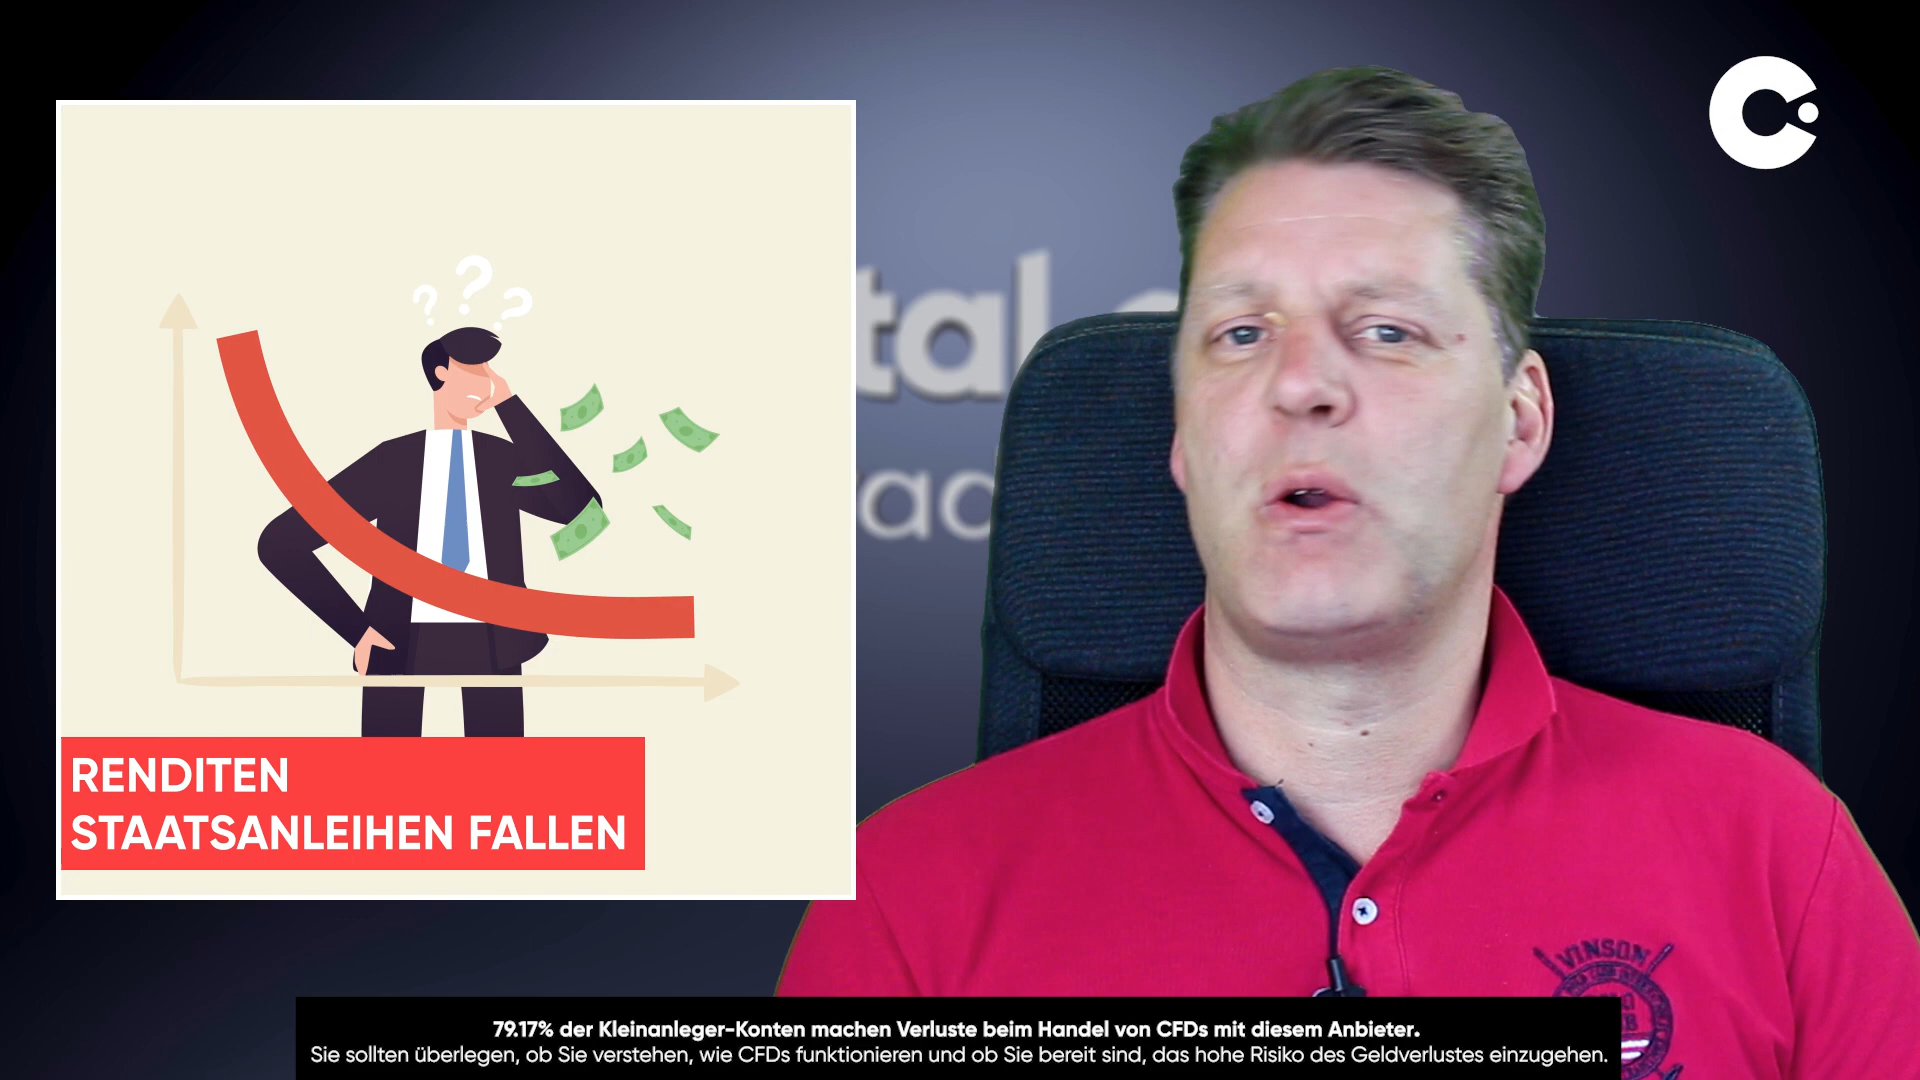 RENDITEN
STAATSANLEIHEN FALLEN
VINSON
79.17% der Kleinanleger-Konten machen Verluste beim Handel von CFDs mit diesem Anbieter.
Sie sollten überlegen, ob Sie verstehen, wie CFDs funktionieren und ob Sie bereit sind, das hohe Risiko des Geldverlustes einzugehen.